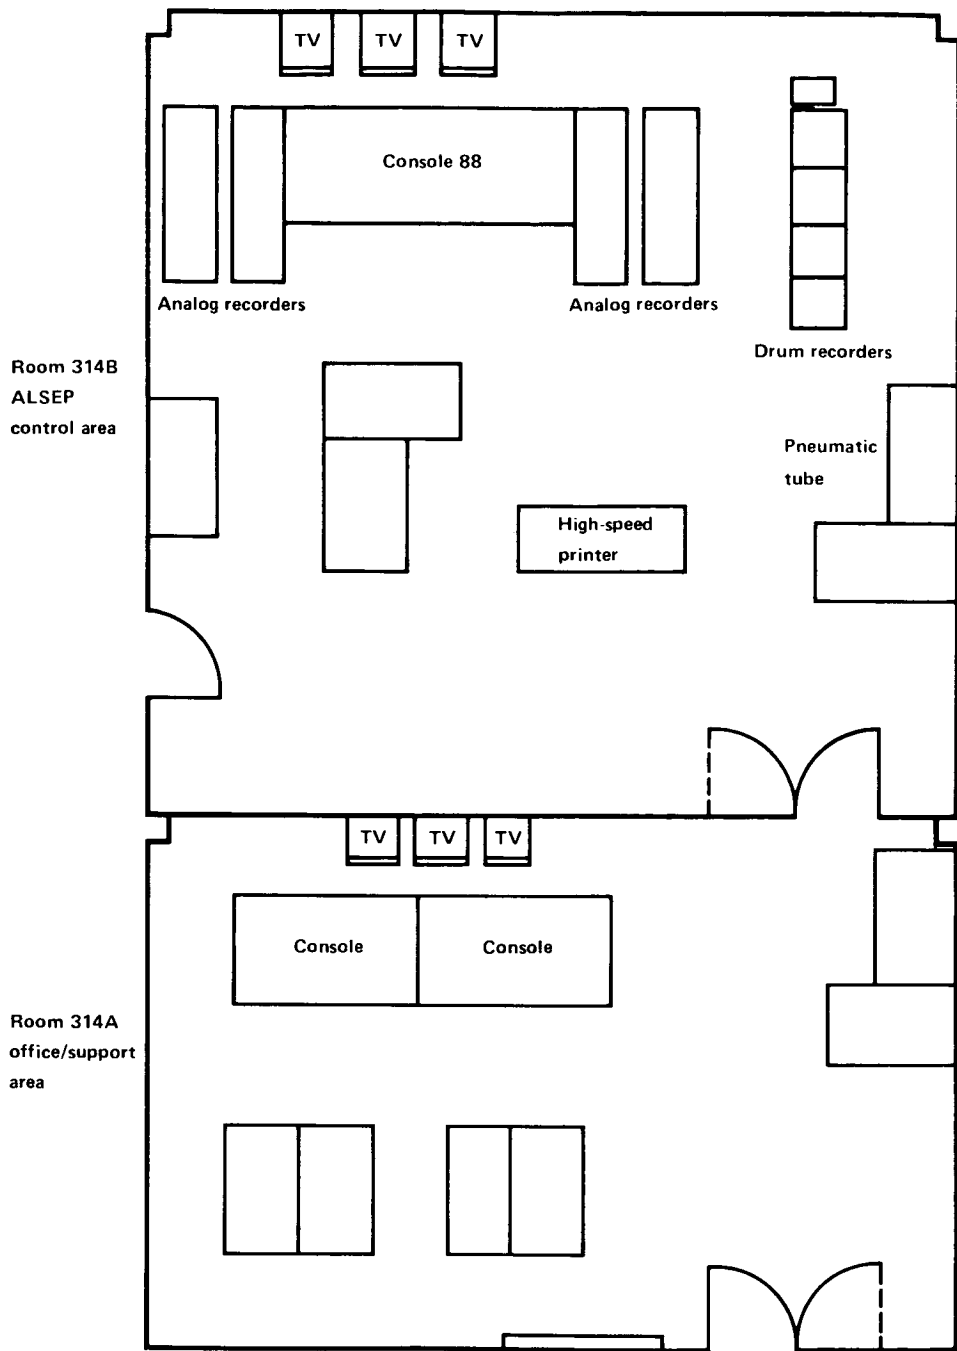 TV TV TV
Console 88
Analog recorders
Analog recorders
Drum recorders
Room 314B
ALSEP
control area
Pneumatic
tube
High-speed
printer
TV TV TV
Console
Console
Room 314A
office/support
area